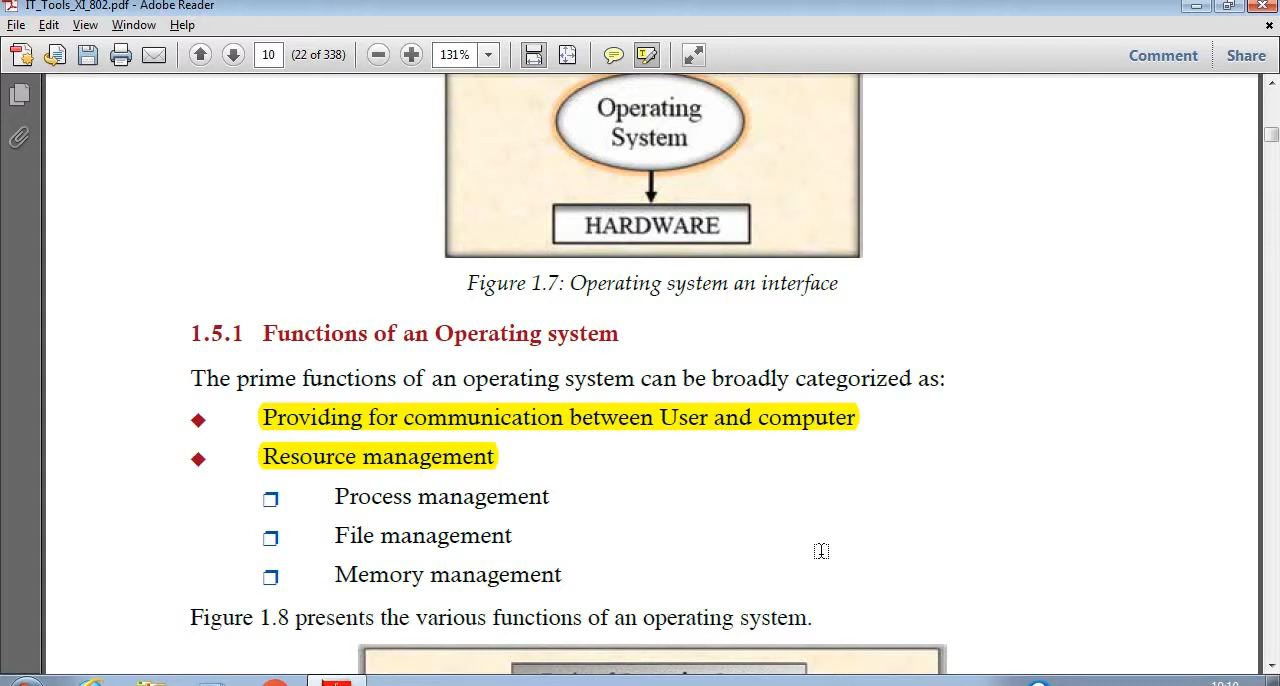 IT_Tools_XI_802.pdf - Adobe Reader
File Edit View Window Help
10 (22 of 338) 131% Comment Share
Operating
System
HARDWARE
Figure 1.7: Operating system an interface
1.5.1 Functions of an Operating system
The prime functions of an operating system can be broadly categorized as:
Providing for communication between User and computer
Resource management
Process management
File management
Memory management
Figure 1.8 presents the various functions of an operating system.